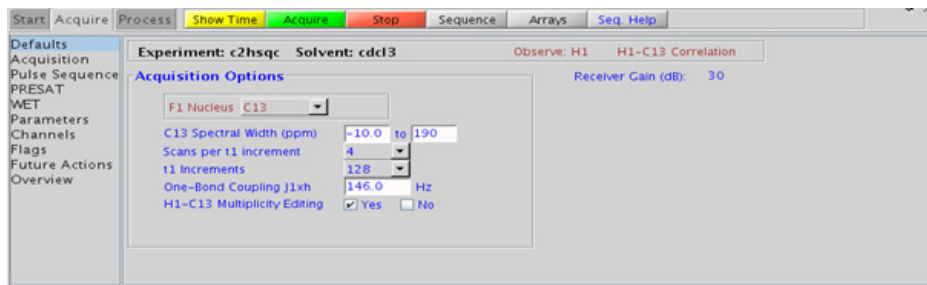 Start Acquire Process Show Time Acquire Stop Sequence Arrays Seq. Help
Defaults
Acquisition
Pulse Sequence
PRESAT
WET
Parameters
Channels
Flags
Future Actions
Overview
Experiment: c2hsqc Solvent: cdcl3 Observe: H1 H1-C13 Correlation
Acquisition Options Receiver Gain (dB): 30
F1 Nucleus C13
C13 Spectral Width (ppm) -10.0 to 190
Scans per t1 increment 4
t1 Increments 128
One-Bond Coupling J1xh 146.0 Hz
H1-C13 Multiplicity Editing Yes No